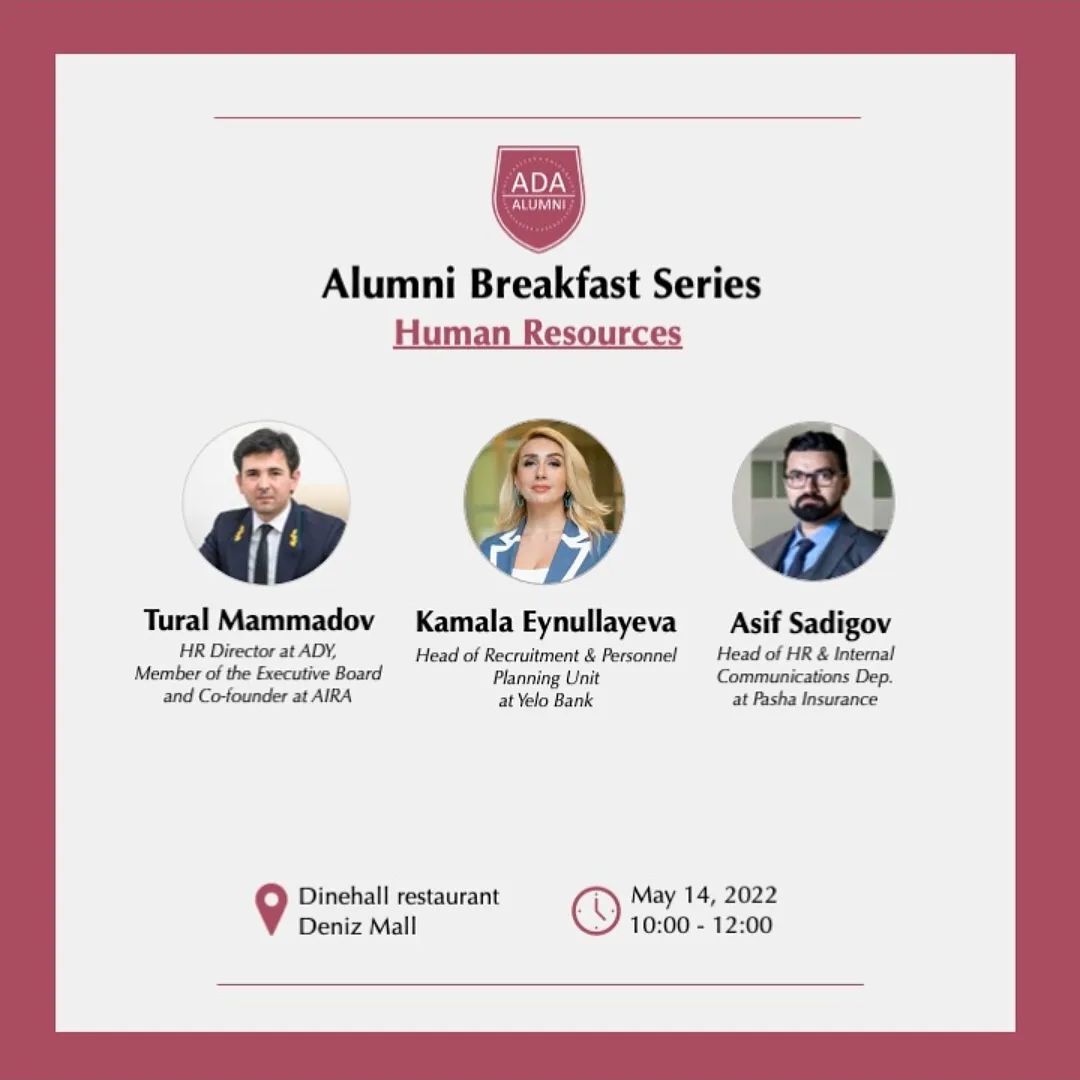 ADA
ALUMNI
Alumni Breakfast Series
Human Resources
Tural Mammadov
HR Director at ADY,
Member of the Executive Board
and Co-founder at AIRA
Kamala Eynullayeva
Head of Recruitment & Personnel
Planning Unit
at Yelo Bank
Asif Sadigov
Head of HR & Internal
Communications Dep.
at Pasha Insurance
Dinehall restaurant
Deniz Mall
May 14, 2022
10:00 - 12:00